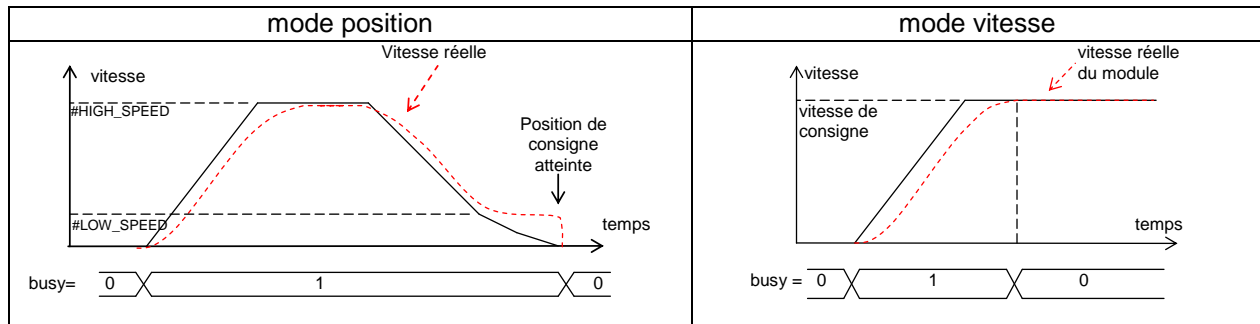 mode position
mode vitesse
Vitesse réelle
vitesse
#HIGH_SPEED
Position de
consigne
atteinte
#LOW_SPEED
temps
busy= 0 1 0
vitesse réelle
du module
vitesse
vitesse de
consigne
temps
busy = 0 1 0